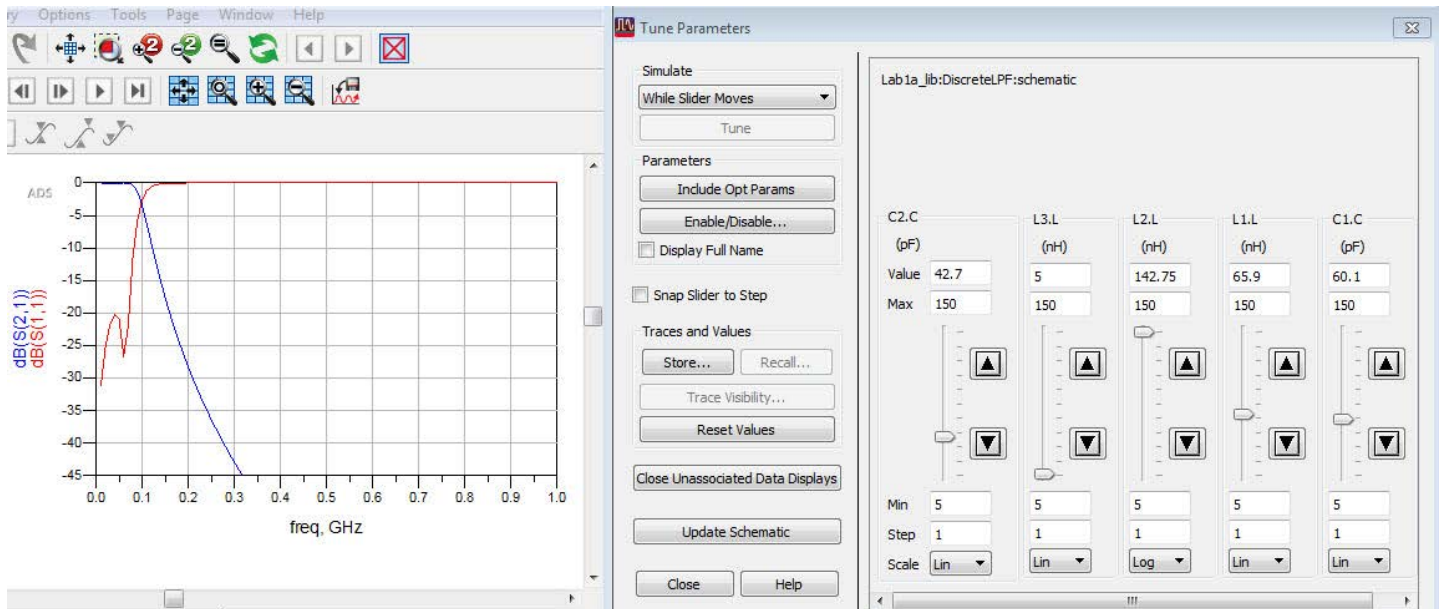 Options Tools Page Window Help
ADS
0
-5
-10
-15
-20
-25
-30
-35
-40
-45
dB(S(2,1))
dB(S(1,1))
0.0 0.1 0.2 0.3 0.4 0.5 0.6 0.7 0.8 0.9 1.0
freq, GHz
Tune Parameters
Simulate
While Slider Moves
Tune
Parameters
Include Opt Params
Enable/Disable...
Display Full Name
Snap Slider to Step
Traces and Values
Store... Recall...
Trace Visibility...
Reset Values
Close Unassociated Data Displays
Update Schematic
Close Help
Lab1a_lib:DiscreteLPF:schematic
C2.C L3.L L2.L L1.L C1.C
(pF) (nH) (nH) (nH) (pF)
Value 42.7 5 142.75 65.9 60.1
Max 150 150 150 150 150
Min 5 5 5 5 5
Step 1 1 1 1 1
Scale Lin Lin Log Lin Lin